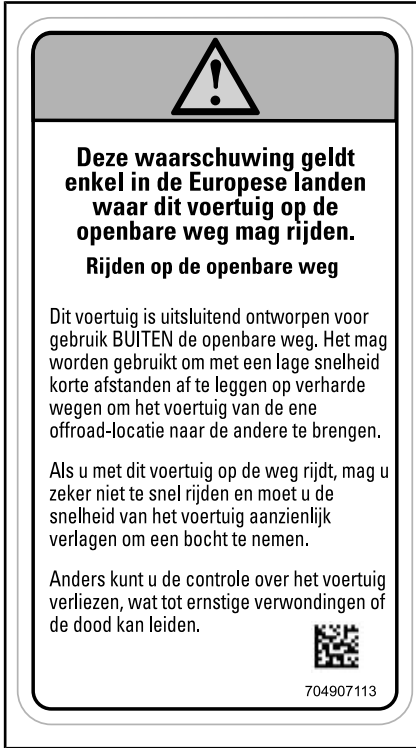 Deze waarschuwing geldt
enkel in de Europese landen
waar dit voertuig op de
openbare weg mag rijden.
Rijden op de openbare weg
Dit voertuig is uitsluitend ontworpen voor
gebruik BUITEN de openbare weg. Het mag
worden gebruikt om met een lage snelheid
korte afstanden af te leggen op verharde
wegen om het voertuig van de ene
offroad-locatie naar de andere te brengen.
Als u met dit voertuig op de weg rijdt, mag u
zeker niet te snel rijden en moet u de
snelheid van het voertuig aanzienlijk
verlagen om een bocht te nemen.
Anders kunt u de controle over het voertuig
verliezen, wat tot ernstige verwondingen of
de dood kan leiden.
704907113